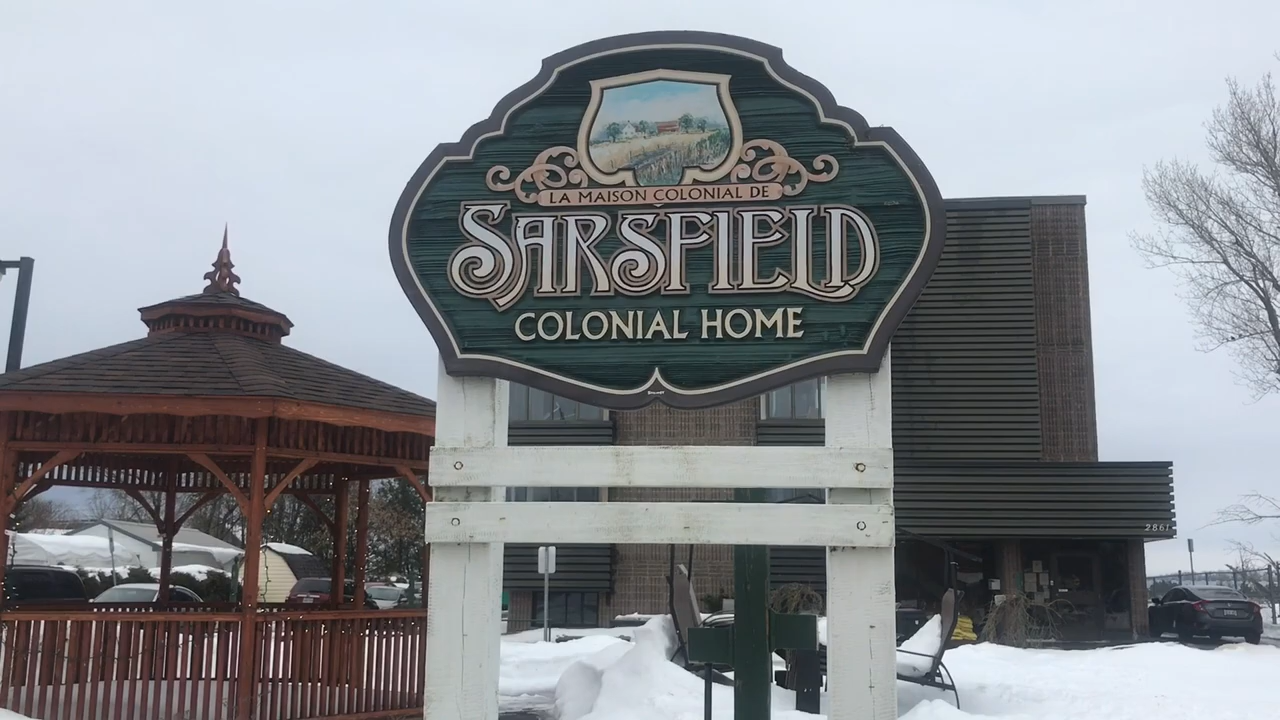 LA MAISON COLONIAL DE
SARSFIELD
COLONIAL HOME
2861